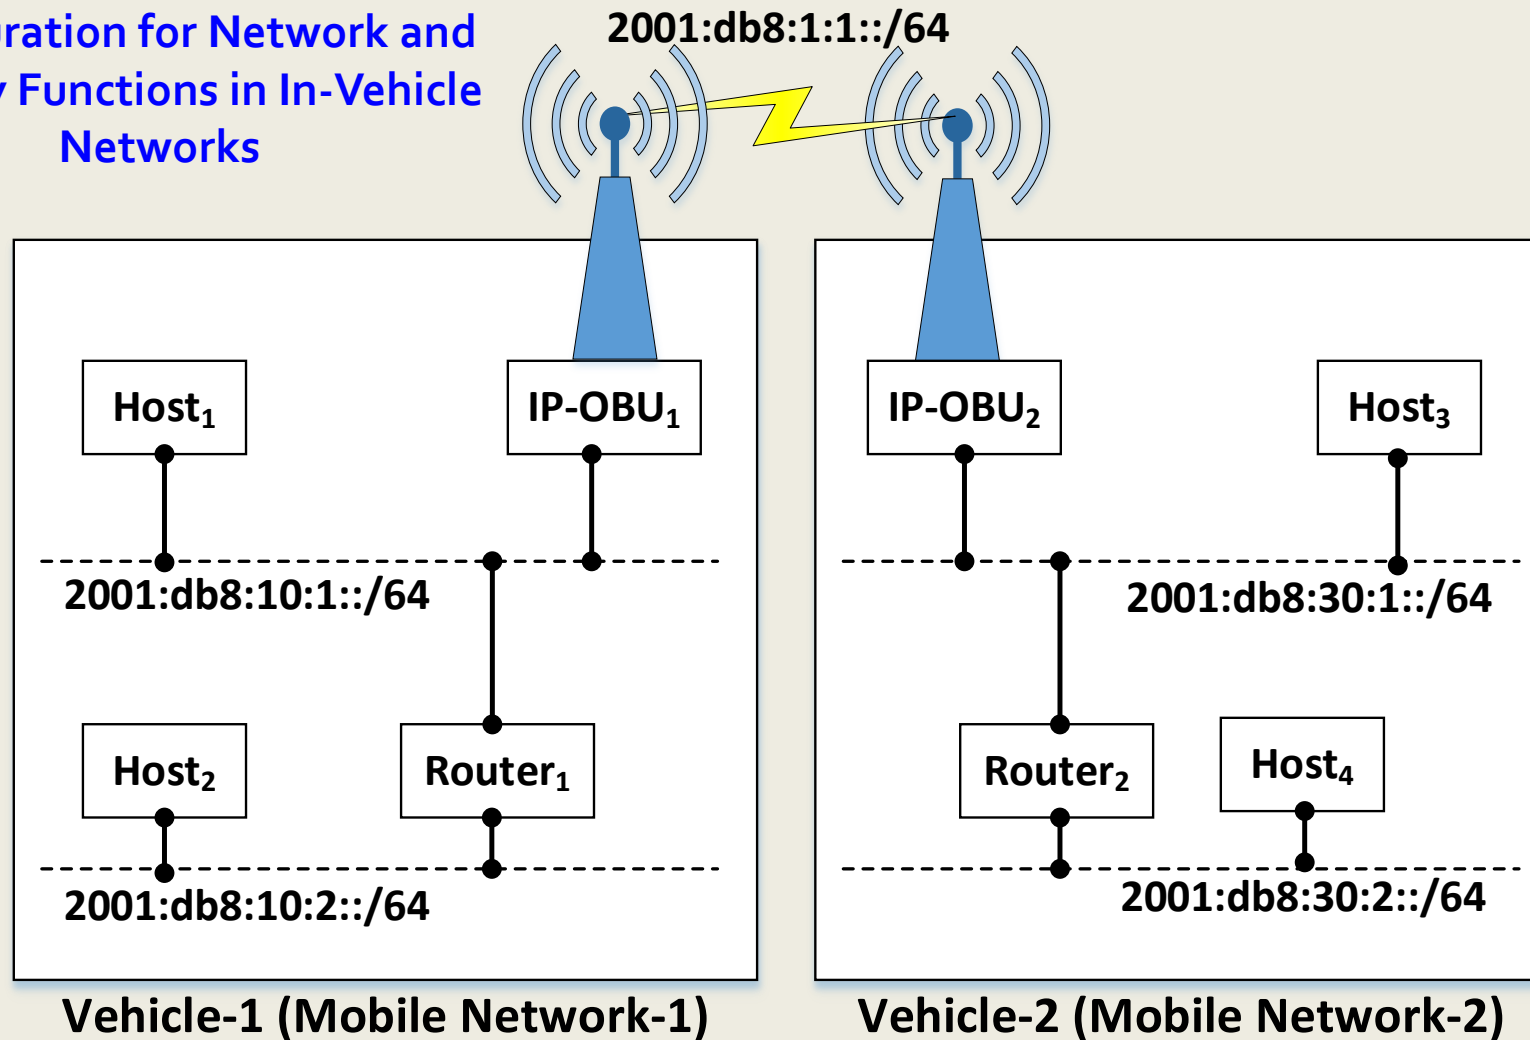 for Network and
Functions in In-Vehicle
Networks
2001:db8:1:1::/64
Host1
IP-OBU1
IP-OBU2
Host3
2001:db8:10:1::/64
2001:db8:30:1::/64
Host2
Router1
Router2
Host4
2001:db8:10:2::/64
2001:db8:30:2::/64
Vehicle-1 (Mobile Network-1)
Vehicle-2 (Mobile Network-2)